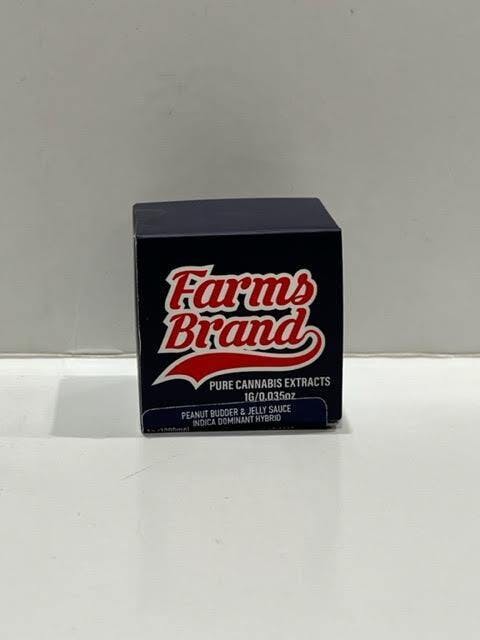 Farms
Brand
PURE CANNABIS EXTRACTS
1G/0.035oz
PEANUT BUDDER & JELLY SAUCE
INDICA DOMINANT HYBRID